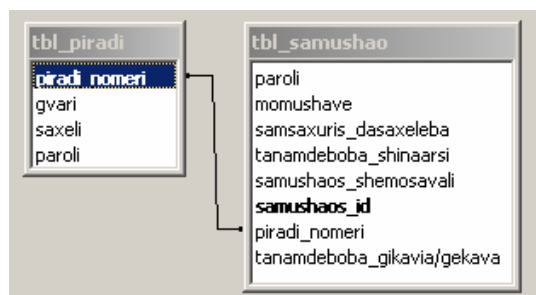 tbl_piradi
piradi_nomeri
gvari
saxeli
paroli
tbl_samushao
paroli
momushave
samsaxuris_dasaxeleba
tanamdeboba_shinaarsi
samushaos_shemosavali
samushaos_id
piradi_nomeri
tanamdeboba_gikavia/gekava